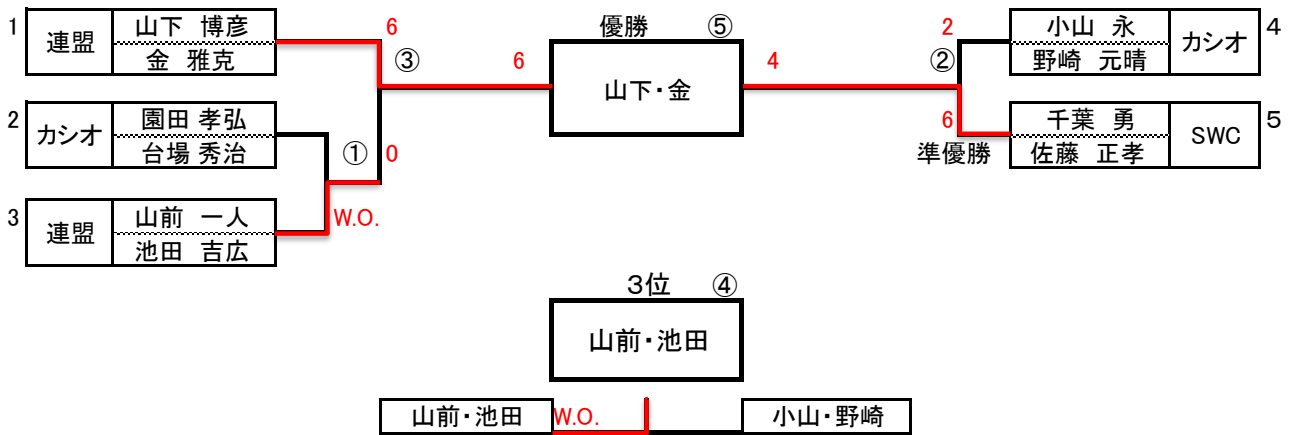 1
連盟
山下 博彦
金 雅克
6
③
2
カシオ
園田 孝弘
台場 秀治
①
0
3
連盟
山前 一人
池田 吉広
W.O.
優勝 ⑤
6
山下・金
4
2
②
小山 永
野崎 元晴
カシオ
4
6
準優勝
千葉 勇
佐藤 正孝
SWC
5
3位 ④
山前・池田
山前・池田
W.O.
小山・野崎